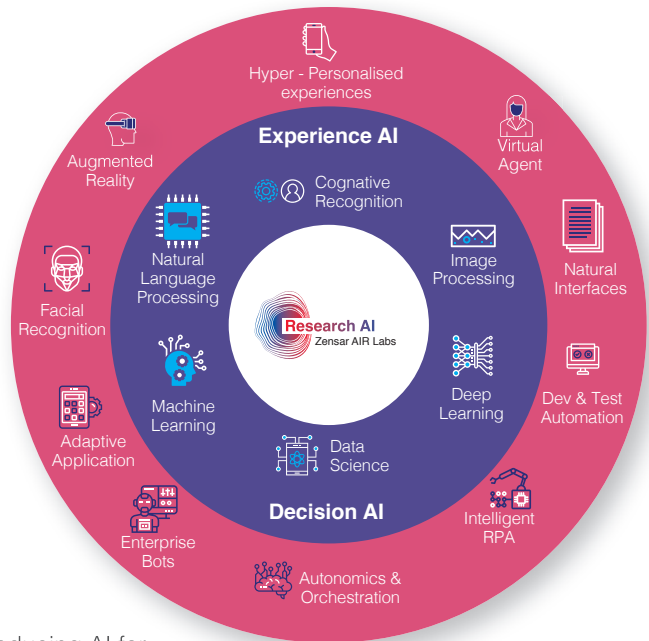 Hyper - Personalised
experiences
Experience AI
Augmented
Reality
Virtual
Agent
Cognative
Recognition
Natural
Language
Processing
Image
Processing
Natural
Interfaces
Facial
Recognition
Research AI
Zensar AIR Labs
Machine
Learning
Deep
Learning
Dev & Test
Automation
Adaptive
Application
Data
Science
Decision AI
Enterprise
Bots
Intelligent
RPA
Autonomics &
Orchestration
AI for